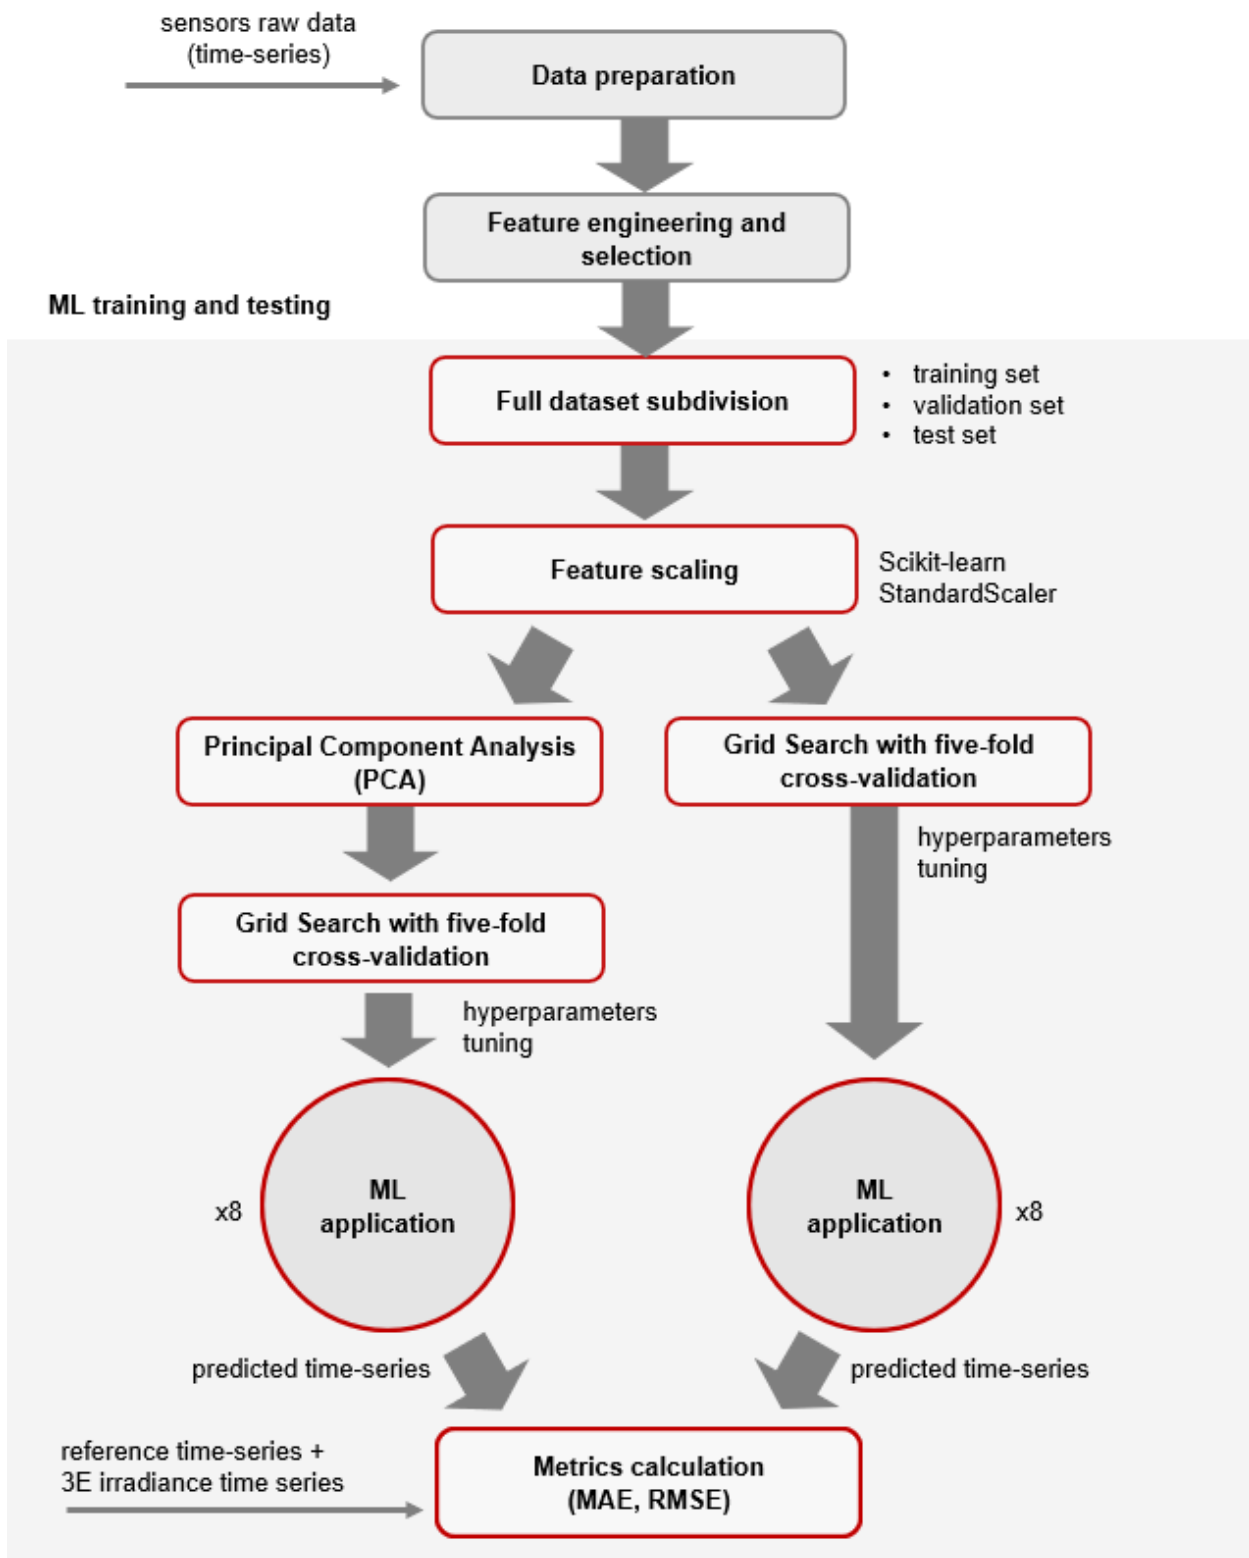 sensors raw data
(time-series)
Data preparation
Feature engineering and
selection
ML training and testing
Full dataset subdivision
• training set
• validation set
• test set
Feature scaling
Scikit-learn
StandardScaler
Principal Component Analysis
(PCA)
Grid Search with five-fold
cross-validation
hyperparameters
tuning
Grid Search with five-fold
cross-validation
hyperparameters
tuning
x8
ML
application
ML
application
x8
predicted time-series
predicted time-series
reference time-series +
3E irradiance time series
Metrics calculation
(MAE, RMSE)